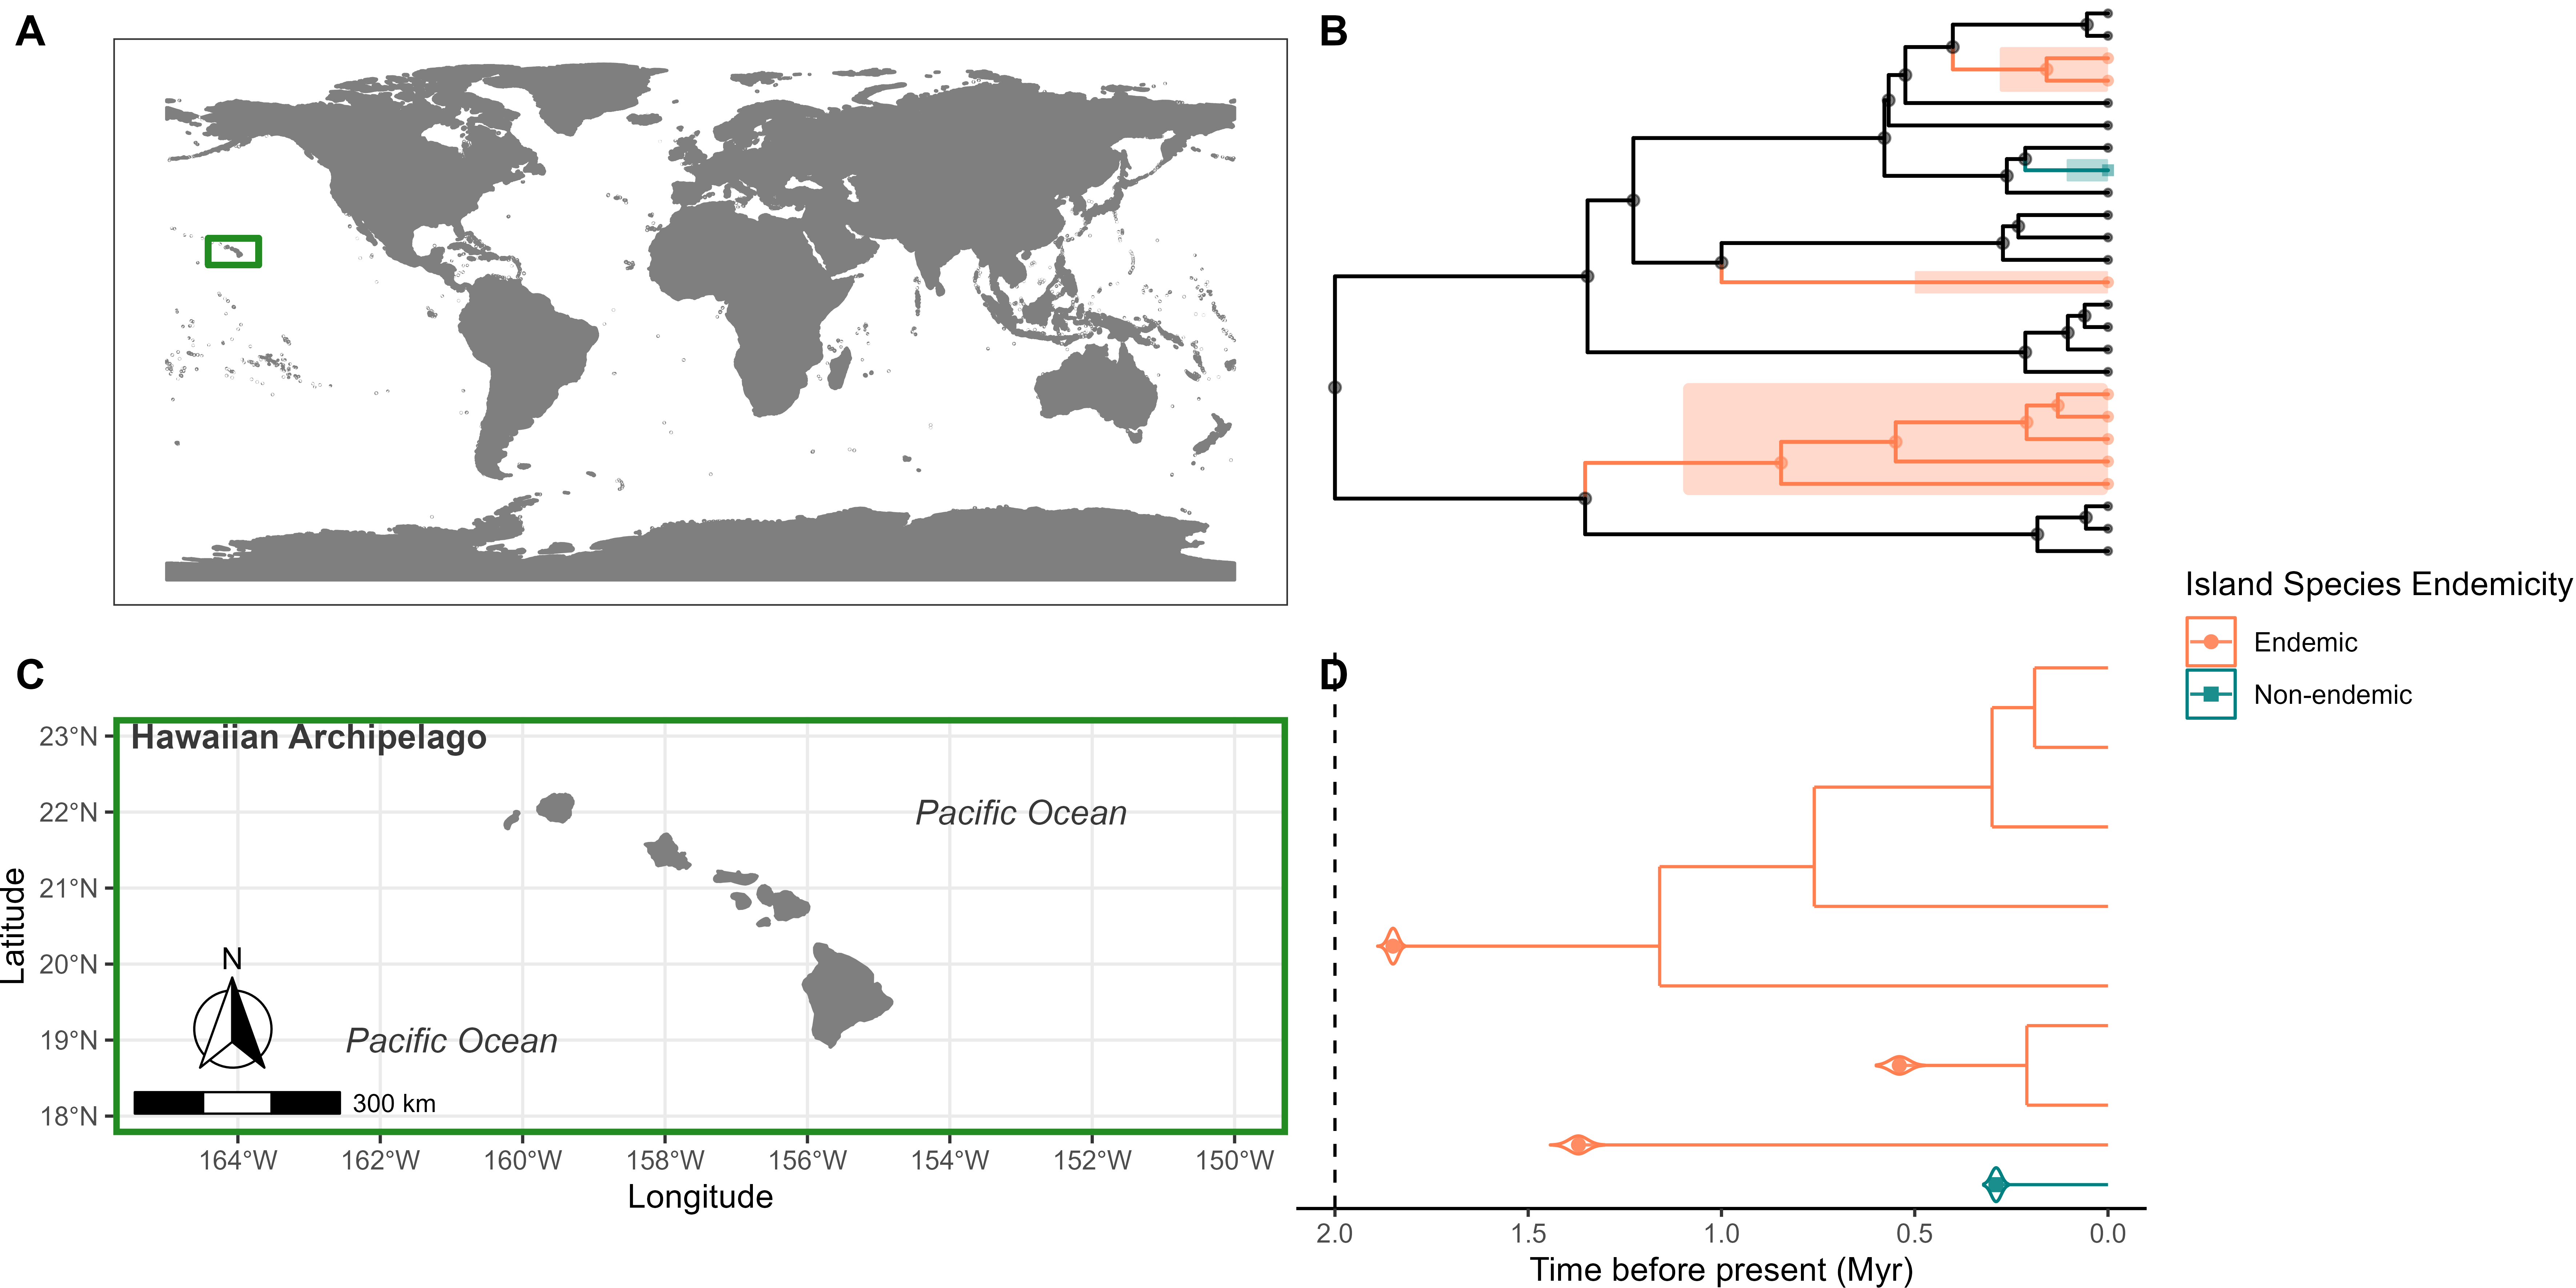 A
B
Island Species Endemicity
Endemic
Non-endemic
C
Hawaiian Archipelago
Pacific Ocean
Pacific Ocean
N
300 km
23°N
22°N
21°N
20°N
19°N
18°N
Latitude
164°W 162°W 160°W 158°W 156°W 154°W 152°W 150°W
Longitude
D
2.0 1.5 1.0 0.5 0.0
Time before present (Myr)